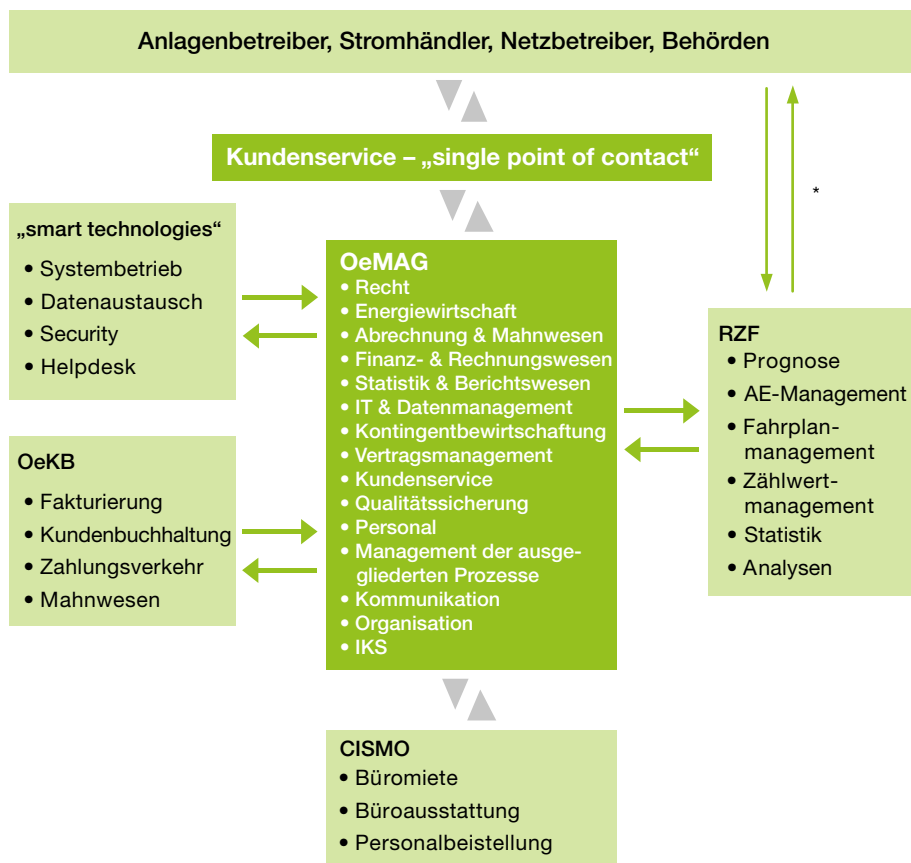 Anlagenbetreiber, Stromhändler, Netzbetreiber, Behörden
Kundenservice – „single point of contact“
*
„smart technologies“
• Systembetrieb
• Datenaustausch
• Security
• Helpdesk
OeKB
• Fakturierung
• Kundenbuchhaltung
• Zahlungsverkehr
• Mahnwesen
OeMAG
• Recht
• Energiewirtschaft
• Abrechnung & Mahnwesen
• Finanz- & Rechnungswesen
• Statistik & Berichtswesen
• IT & Datenmanagement
• Kontingentbewirtschaftung
• Vertragsmanagement
• Kundenservice
• Qualitätssicherung
• Personal
• Management der ausge-
gliederten Prozesse
• Kommunikation
• Organisation
• IKS
RZF
• Prognose
• AE-Management
• Fahrplan-
management
• Zählwert-
management
• Statistik
• Analysen
CISMO
• Büromiete
• Büroausstattung
• Personalbeistellung